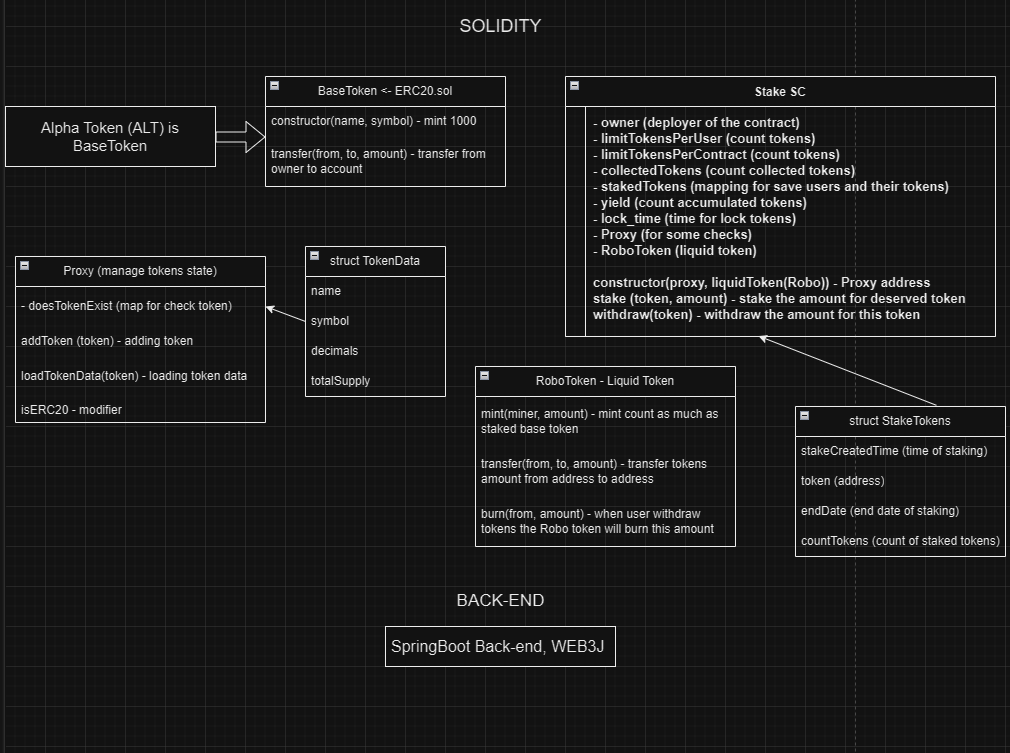 SOLIDITY
BaseToken <- ERC20.sol
constructor(name, symbol) - mint 1000
transfer(from, to, amount) - transfer from
owner to account
Alpha Token (ALT) is
BaseToken
Stake SC
- owner (deployer of the contract)
- limitTokensPerUser (count tokens)
- limitTokensPerContract (count tokens)
- collectedTokens (count collected tokens)
- stakedTokens (mapping for save users and their tokens)
- yield (count accumulated tokens)
- lock_time (time for lock tokens)
- Proxy (for some checks)
- RoboToken (liquid token)
constructor(proxy, liquidToken(Robo)) - Proxy address
stake (token, amount) - stake the amount for deserved token
withdraw(token) - withdraw the amount for this token
Proxy (manage tokens state)
- doesTokenExist (map for check token)
addToken (token) - adding token
loadTokenData(token) - loading token data
isERC20 - modifier
struct TokenData
name
symbol
decimals
totalSupply
RoboToken - Liquid Token
mint(miner, amount) - mint count as much as
staked base token
transfer(from, to, amount) - transfer tokens
amount from address to address
burn(from, amount) - when user withdraw
tokens the Robo token will burn this amount
struct StakeTokens
stakeCreatedTime (time of staking)
token (address)
endDate (end date of staking)
countTokens (count of staked tokens)
BACK-END
SpringBoot Back-end, WEB3J